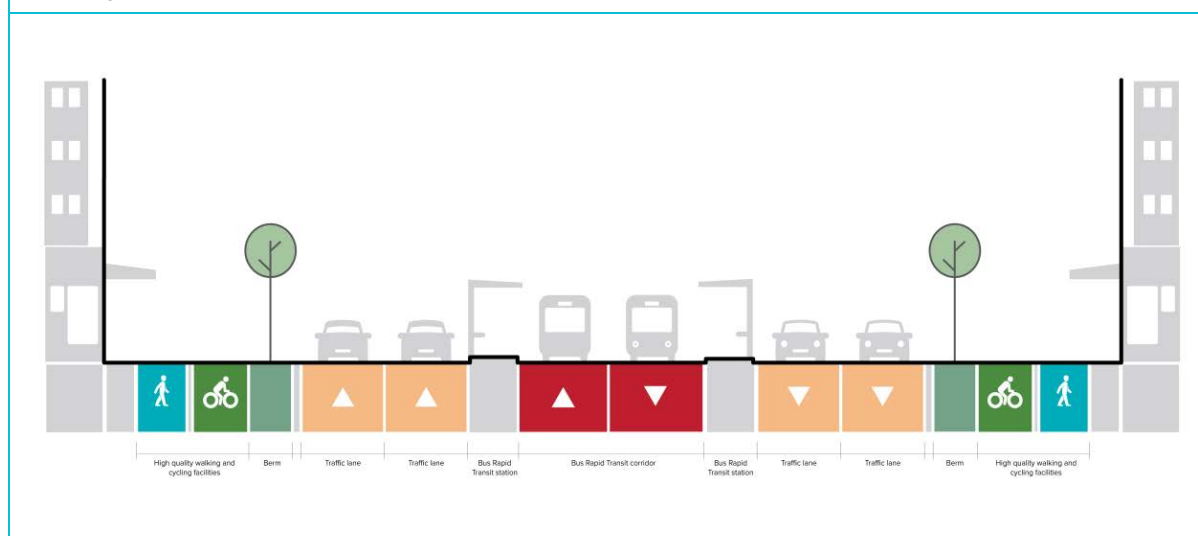 High quality walking and
cycling facilities
Berm
Traffic lane
Traffic lane
Bus Rapid
Transit station
Bus Rapid Transit corridor
Bus Rapid
Transit station
Traffic lane
Traffic lane
Berm
High quality walking and
cycling facilities